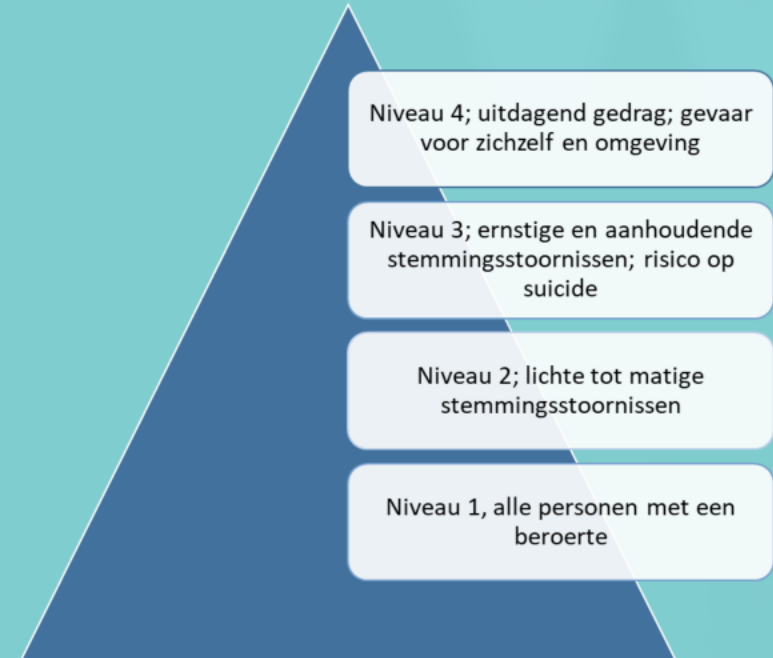 Niveau 4; uitdagend gedrag; gevaar
voor zichzelf en omgeving
Niveau 3; ernstige en aanhoudende
stemmingsstoornissen; risico op
suicide
Niveau 2; lichte tot matige
stemmingsstoornissen
Niveau 1, alle personen met een
beroerte